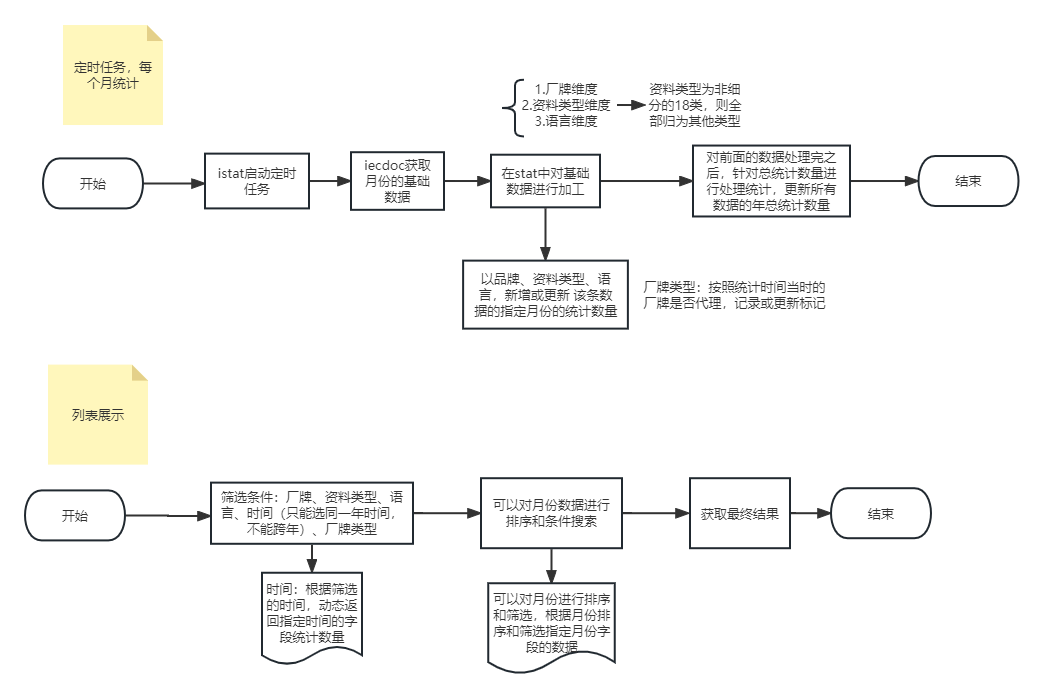 定时任务，每
个月统计
1.厂牌维度
2.资料类型维度
3.语言维度
资料类型为非细
分的18类，则全
部归为其他类型
开始
istat启动定时
任务
iecdoc获取
月份的基础
数据
在stat中对基础
数据进行加工
对前面的数据处理完之
后，针对总统计数量进
行处理统计，更新所有
数据的年总统计数量
结束
以品牌、资料类型、语
言，新增或更新 该条数
据的指定月份的统计数量
厂牌类型：按照统计时间当时的
厂牌是否代理，记录或更新标记
列表展示
开始
筛选条件：厂牌、资料类型、语
言、时间（只能选同一年时间，
不能跨年）、厂牌类型
可以对月份数据进行
排序和条件搜索
获取最终结果
结束
时间：根据筛选
的时间，动态返
回指定时间的字
段统计数量
可以对月份进行排序
和筛选，根据月份排
序和筛选指定月份字
段的数据